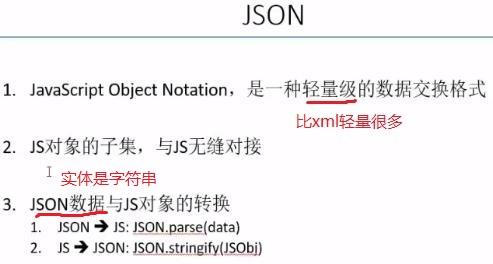 JSON
1. JavaScript Object Notation，是一种轻量级的数据交换格式
比xml轻量很多
2. JS对象的子集，与JS无缝对接
实体是字符串
3. JSON数据与JS对象的转换
1. JSON ➔ JS: JSON.parse(data)
2. JS ➔ JSON: JSON.stringify(JSObj)